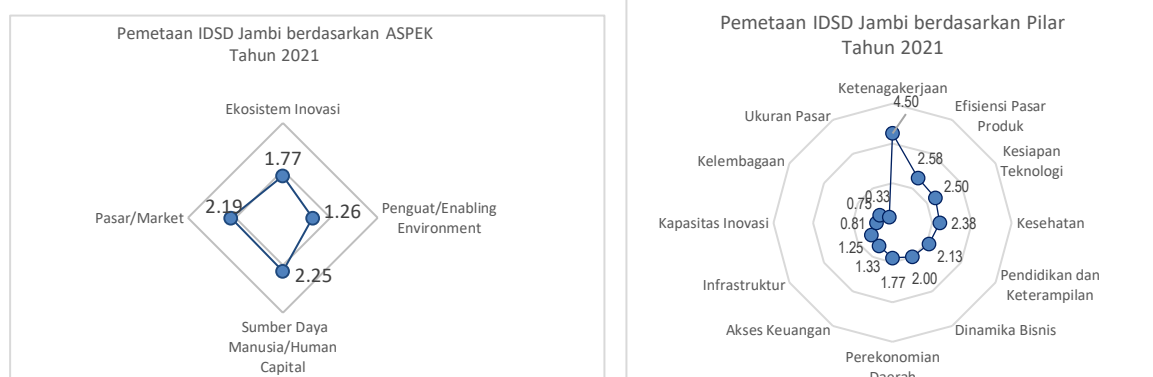 Pemetaan IDSD Jambi berdasarkan ASPEK
Tahun 2021
Ekosistem Inovasi
1.77
Penguat/Enabling
Environment
1.26
Sumber Daya
Manusia/Human
Capital
2.25
Pasar/Market
2.19
Pemetaan IDSD Jambi berdasarkan Pilar
Tahun 2021
Ketenagakerjaan
4.50
Efisiensi Pasar
Produk
2.58
Kesiapan
Teknologi
2.50
Kesehatan
2.38
Pendidikan dan
Keterampilan
2.13
Dinamika Bisnis
2.00
Perekonomian
Daerah
1.77
Akses Keuangan
1.33
Infrastruktur
1.25
Kapasitas Inovasi
0.81
Kelembagaan
0.75
Ukuran Pasar
0.33